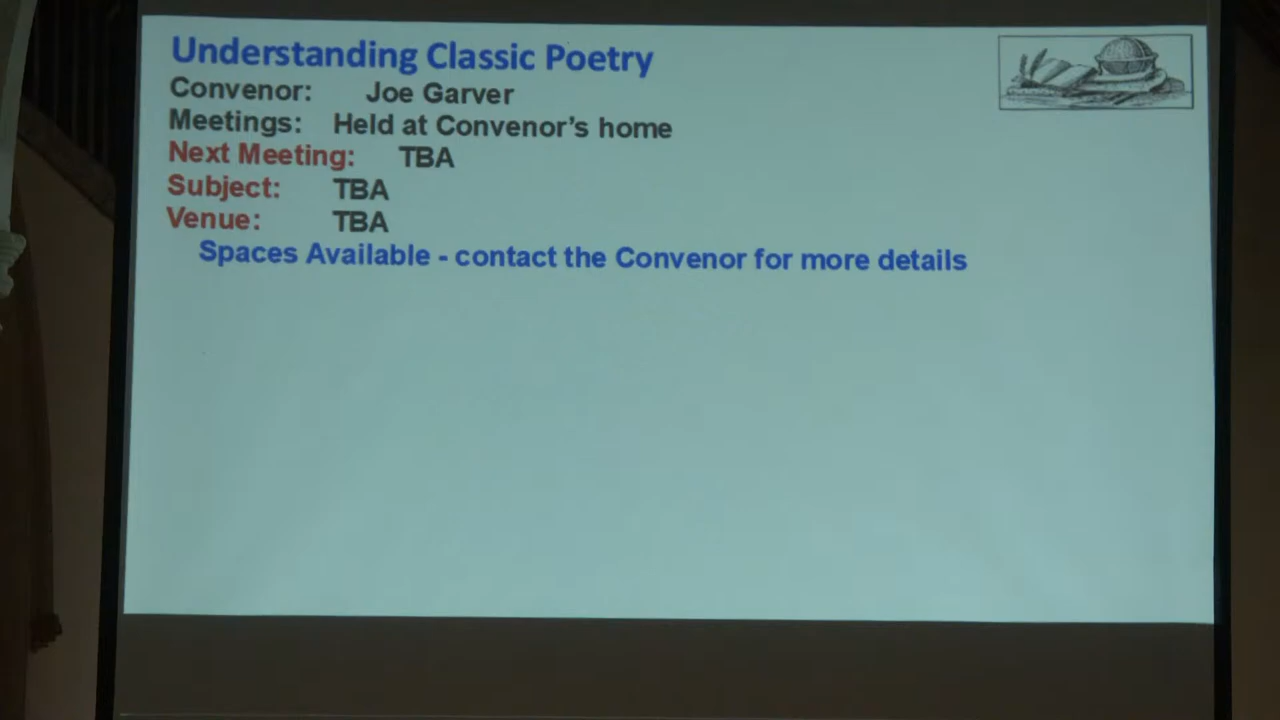 Understanding Classic Poetry
Convenor: Joe Garver
Meetings: Held at Convenor's home
Next Meeting: TBA
Subject: TBA
Venue: TBA
Spaces Available - contact the Convenor for more details